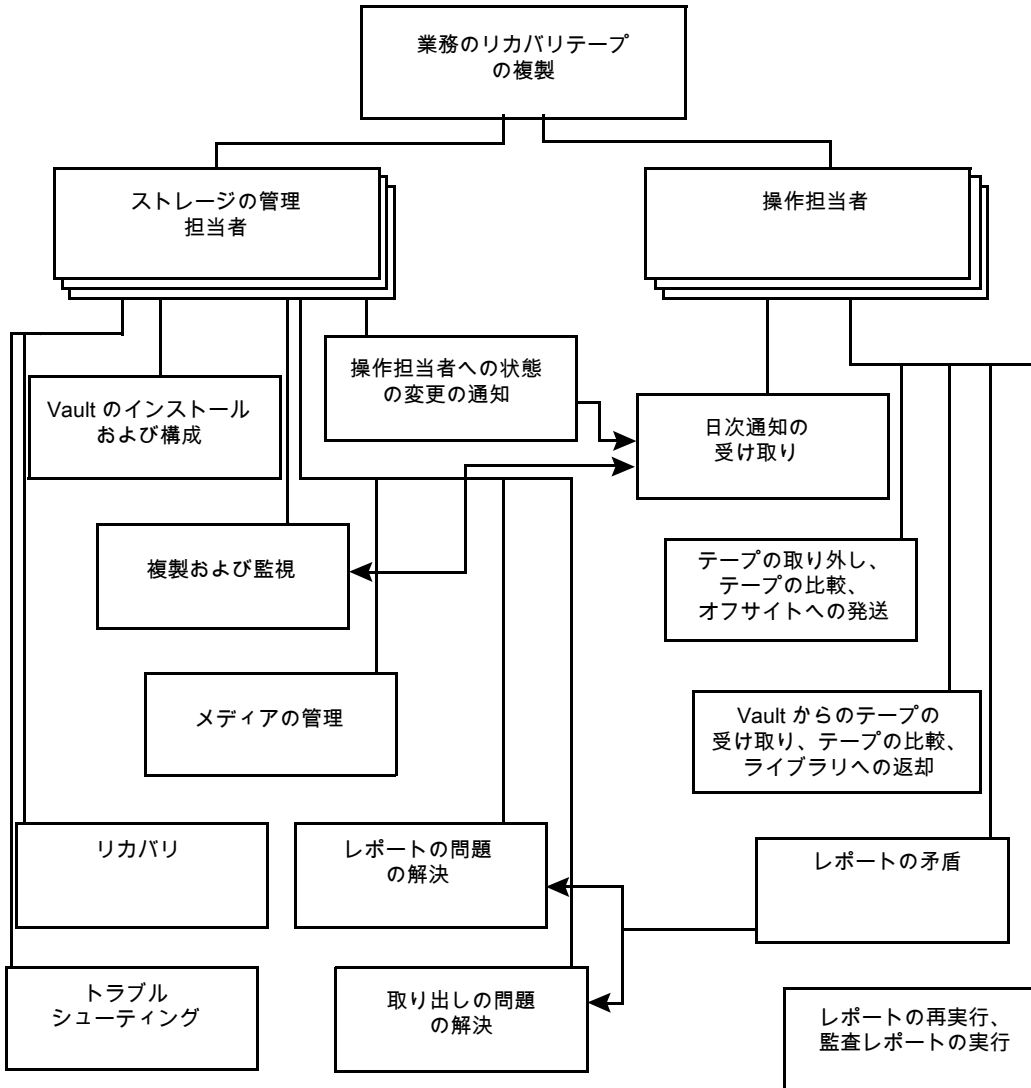 業務のリカバリテープ
の複製
ストレージの管理
担当者
操作担当者
操作担当者への状態
の変更の通知
Vault のインストール
および構成
日次通知の
受け取り
複製および監視
テープの取り外し、
テープの比較、
オフサイトへの発送
メディアの管理
Vault からのテープの
受け取り、テープの比較、
ライブラリへの返却
リカバリ
レポートの問題
の解決
レポートの矛盾
トラブル
シューティング
取り出しの問題
の解決
レポートの再実行、
監査レポートの実行